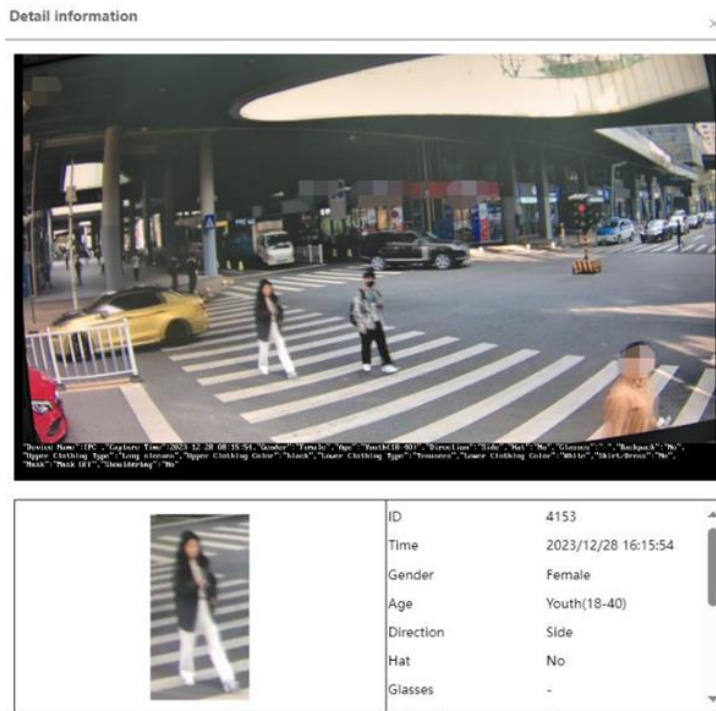 Detail information
×
"Device Name":IPC ,"Capture Time":2023-12-28 08:15:54,"Gender":"Female","Age":"Youth(18-40)","Direction":"Side","Hat":"No","Glasses":"-","Backpack":"No",
"Upper Clothing Type":"Long sleeves","Upper Clothing Color":"black","Lower Clothing Type":"Trousers","Lower Clothing Color":"White","Skirt/Dress":"No",
"Mask":"Mask Off","Shouldering":"No"
ID 4153
Time 2023/12/28 16:15:54
Gender Female
Age Youth(18-40)
Direction Side
Hat No
Glasses -